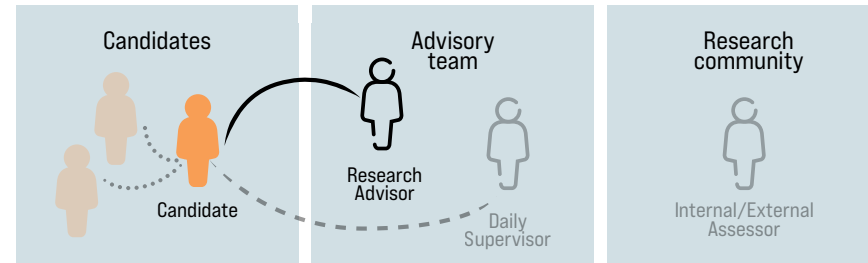 Candidates
Candidate
Advisory
team
Research
Advisor
Daily
Supervisor
Research
community
Internal/External
Assessor